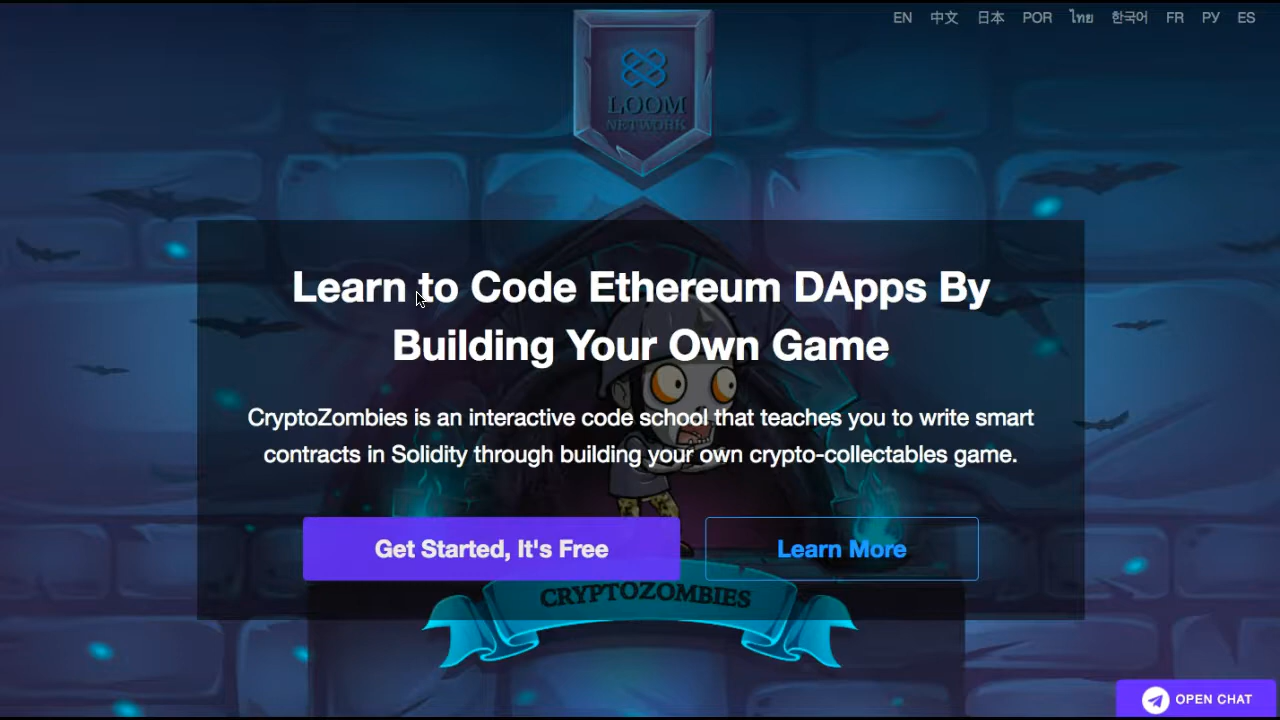 EN 中文 日本 POR ไทย 한국어 FR РУ ES
LOOM
NETWORK
Learn to Code Ethereum DApps By
Building Your Own Game
CryptoZombies is an interactive code school that teaches you to write smart
contracts in Solidity through building your own crypto-collectables game.
Get Started, It's Free
Learn More
CRYPTOZOMBIES
OPEN CHAT